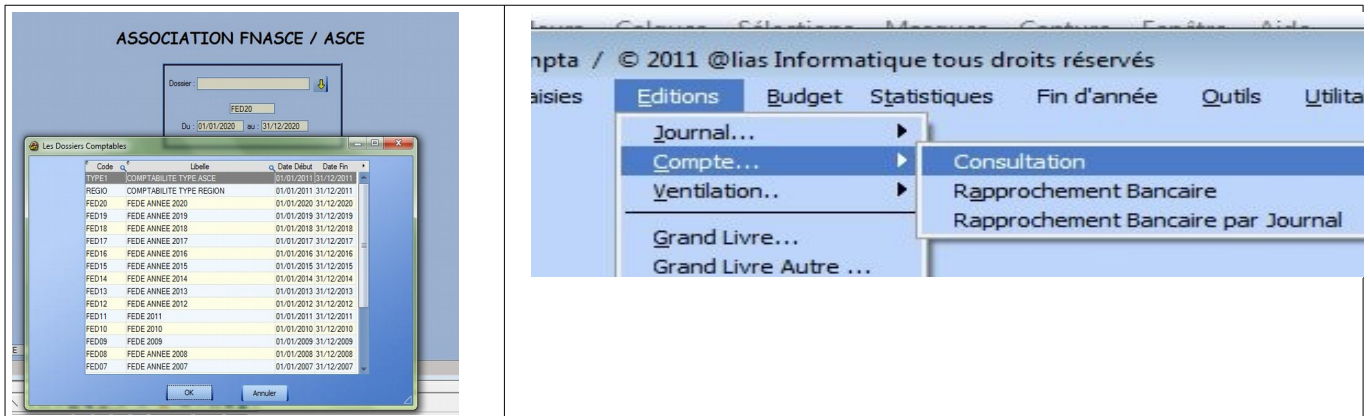 ASSOCIATION FNASCE / ASCE
Dossier :
FED20
Du : 01/01/2020 au : 31/12/2020
Les Dossiers Comptables
Code Libelle Date Début Date Fin
TYPE1 COMPTABILITE TYPE ASCE 01/01/2011 31/12/2011
REGIO COMPTABILITE TYPE REGION 01/01/2011 31/12/2011
FED20 FEDE ANNEE 2020 01/01/2020 31/12/2020
FED19 FEDE ANNEE 2019 01/01/2019 31/12/2019
FED18 FEDE ANNEE 2018 01/01/2018 31/12/2018
FED17 FEDE ANNEE 2017 01/01/2017 31/12/2017
FED16 FEDE ANNEE 2016 01/01/2016 31/12/2016
FED15 FEDE ANNEE 2015 01/01/2015 31/12/2015
FED14 FEDE ANNEE 2014 01/01/2014 31/12/2014
FED13 FEDE ANNEE 2013 01/01/2013 31/12/2013
FED12 FEDE ANNEE 2012 01/01/2012 31/12/2012
FED11 FEDE 2011 01/01/2011 31/12/2011
FED10 FEDE 2010 01/01/2010 31/12/2010
FED09 FEDE 2009 01/01/2009 31/12/2009
FED08 FEDE ANNEE 2008 01/01/2008 31/12/2008
FED07 FEDE ANNEE 2007 01/01/2007 31/12/2007
OK Annuler
mpta / © 2011 @lias Informatique tous droits réservés
aisies Editions Budget Statistiques Fin d'année Outils Utilita
Journal...
Compte... Consultation
Ventilation.. Rapprochement Bancaire
Rapprochement Bancaire par Journal
Grand Livre...
Grand Livre Autre ...